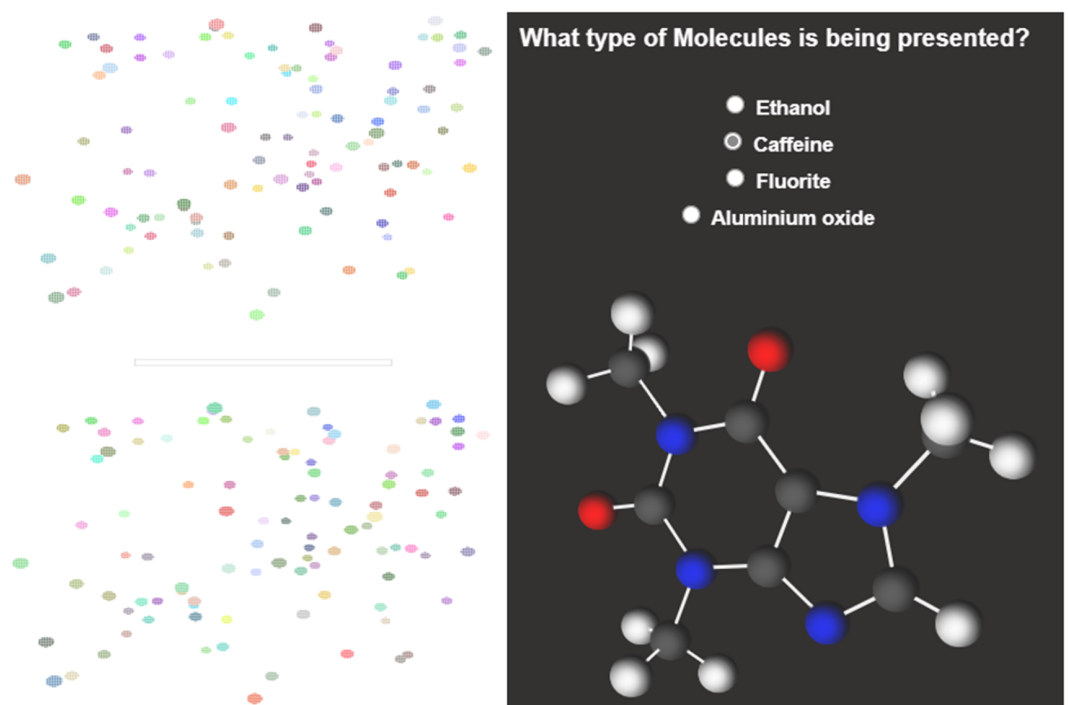 What type of Molecules is being presented?
Ethanol
Caffeine
Fluorite
Aluminium oxide